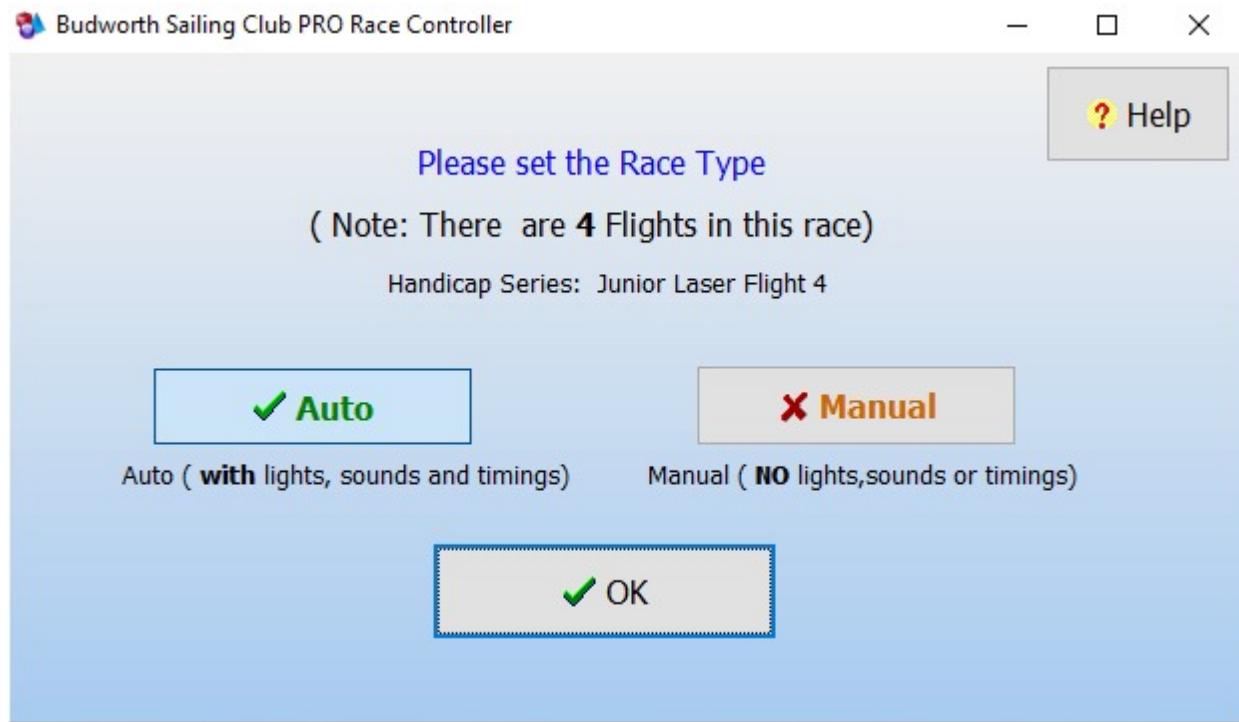 Budworth Sailing Club PRO Race Controller
? Help
Please set the Race Type
( Note: There  are 4 Flights in this race)
Handicap Series:  Junior Laser Flight 4
Auto
Manual
Auto ( with lights, sounds and timings)
Manual ( NO lights,sounds or timings)
OK